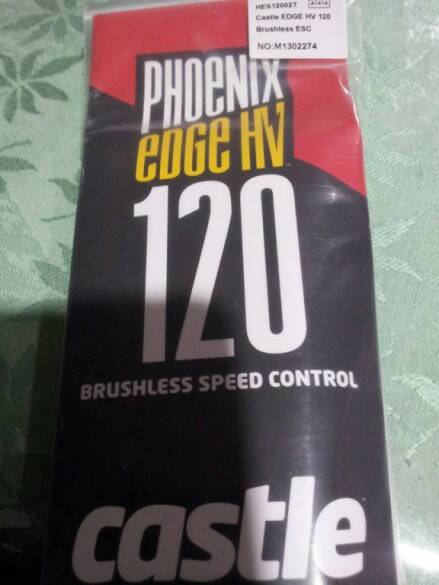 HES12002T A1414
Castle EDGE HV 120
Brushless ESC
NO:M1302274
PHOENIX
EDGE HV
120
BRUSHLESS SPEED CONTROL
castle